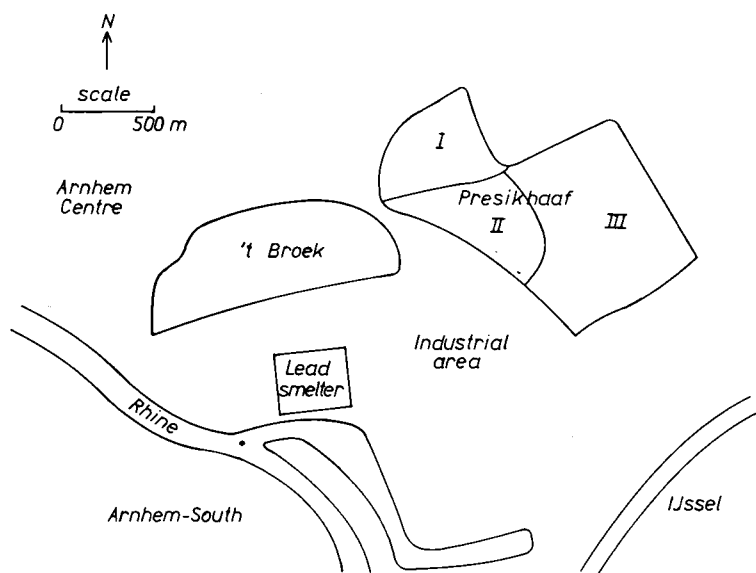 N
scale
0 500 m
I
Arnhem
Centre
Presikhaaf
II
III
't Broek
Industrial
area
Lead
smelter
Rhine
Arnhem-South
IJssel